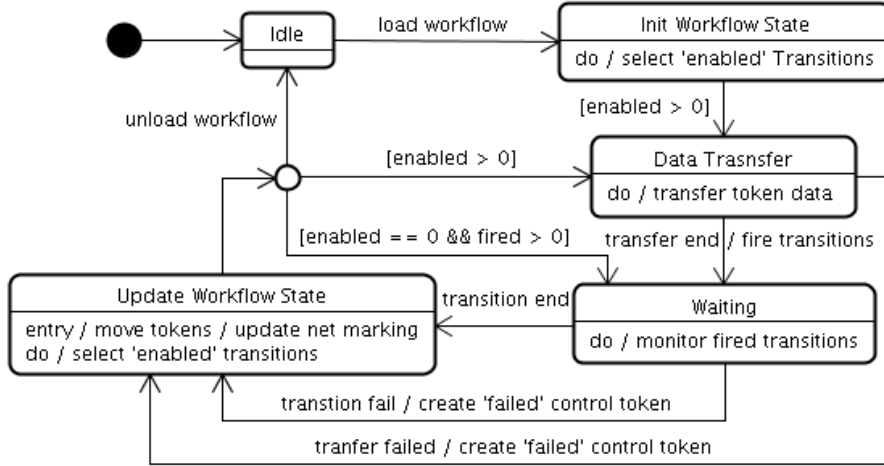 Idle
load workflow
Init Workflow State
do / select 'enabled' Transitions
unload workflow
[enabled > 0]
[enabled > 0]
Data Trasnsfer
do / transfer token data
[enabled == 0 && fired > 0]
transfer end / fire transitions
Update Workflow State
entry / move tokens / update net marking
do / select 'enabled' transitions
transition end
Waiting
do / monitor fired transitions
transtion fail / create 'failed' control token
tranfer failed / create 'failed' control token